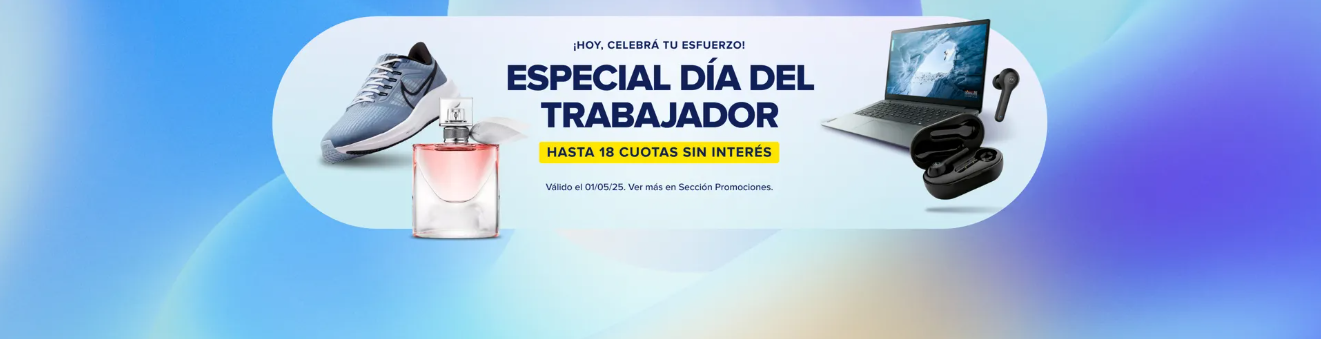 ¡HOY, CELEBRÁ TU ESFUERZO!
ESPECIAL DÍA DEL
TRABAJADOR
HASTA 18 CUOTAS SIN INTERÉS
Válido el 01/05/25. Ver más en Sección Promociones.